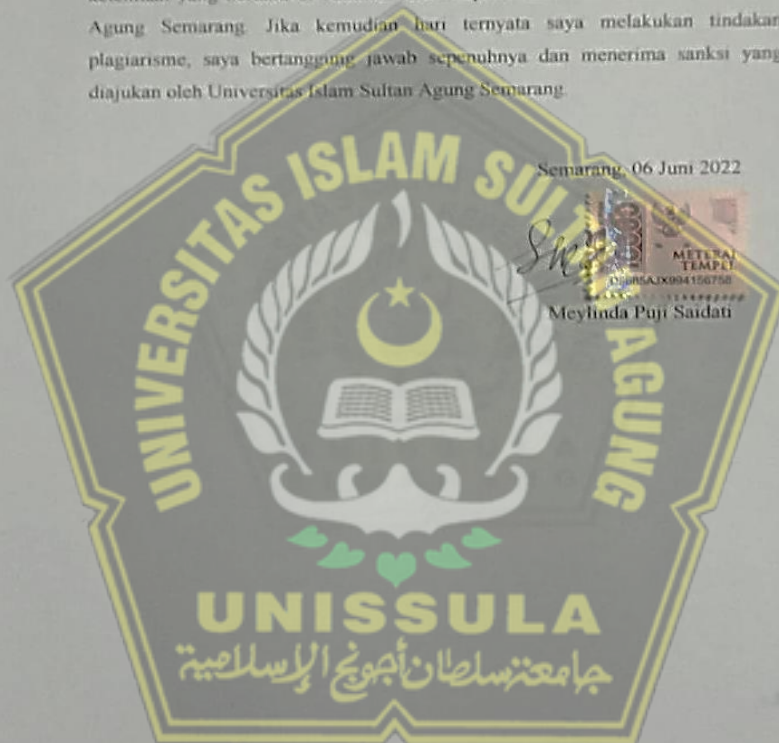 Agung Semarang. Jika kemudian hari ternyata saya melakukan tindakan
plagiarisme, saya bertanggung jawab sepenuhnya dan menerima sanksi yang
diajukan oleh Universitas Islam Sultan Agung Semarang.
Semarang, 06 Juni 2022
10000
METERAI
TEMPEL
Meylinda Puji Saidati
UNIVERSITAS ISLAM SULTAN AGUNG
UNISSULA
جامعة سلطان أجونج الإسلامية